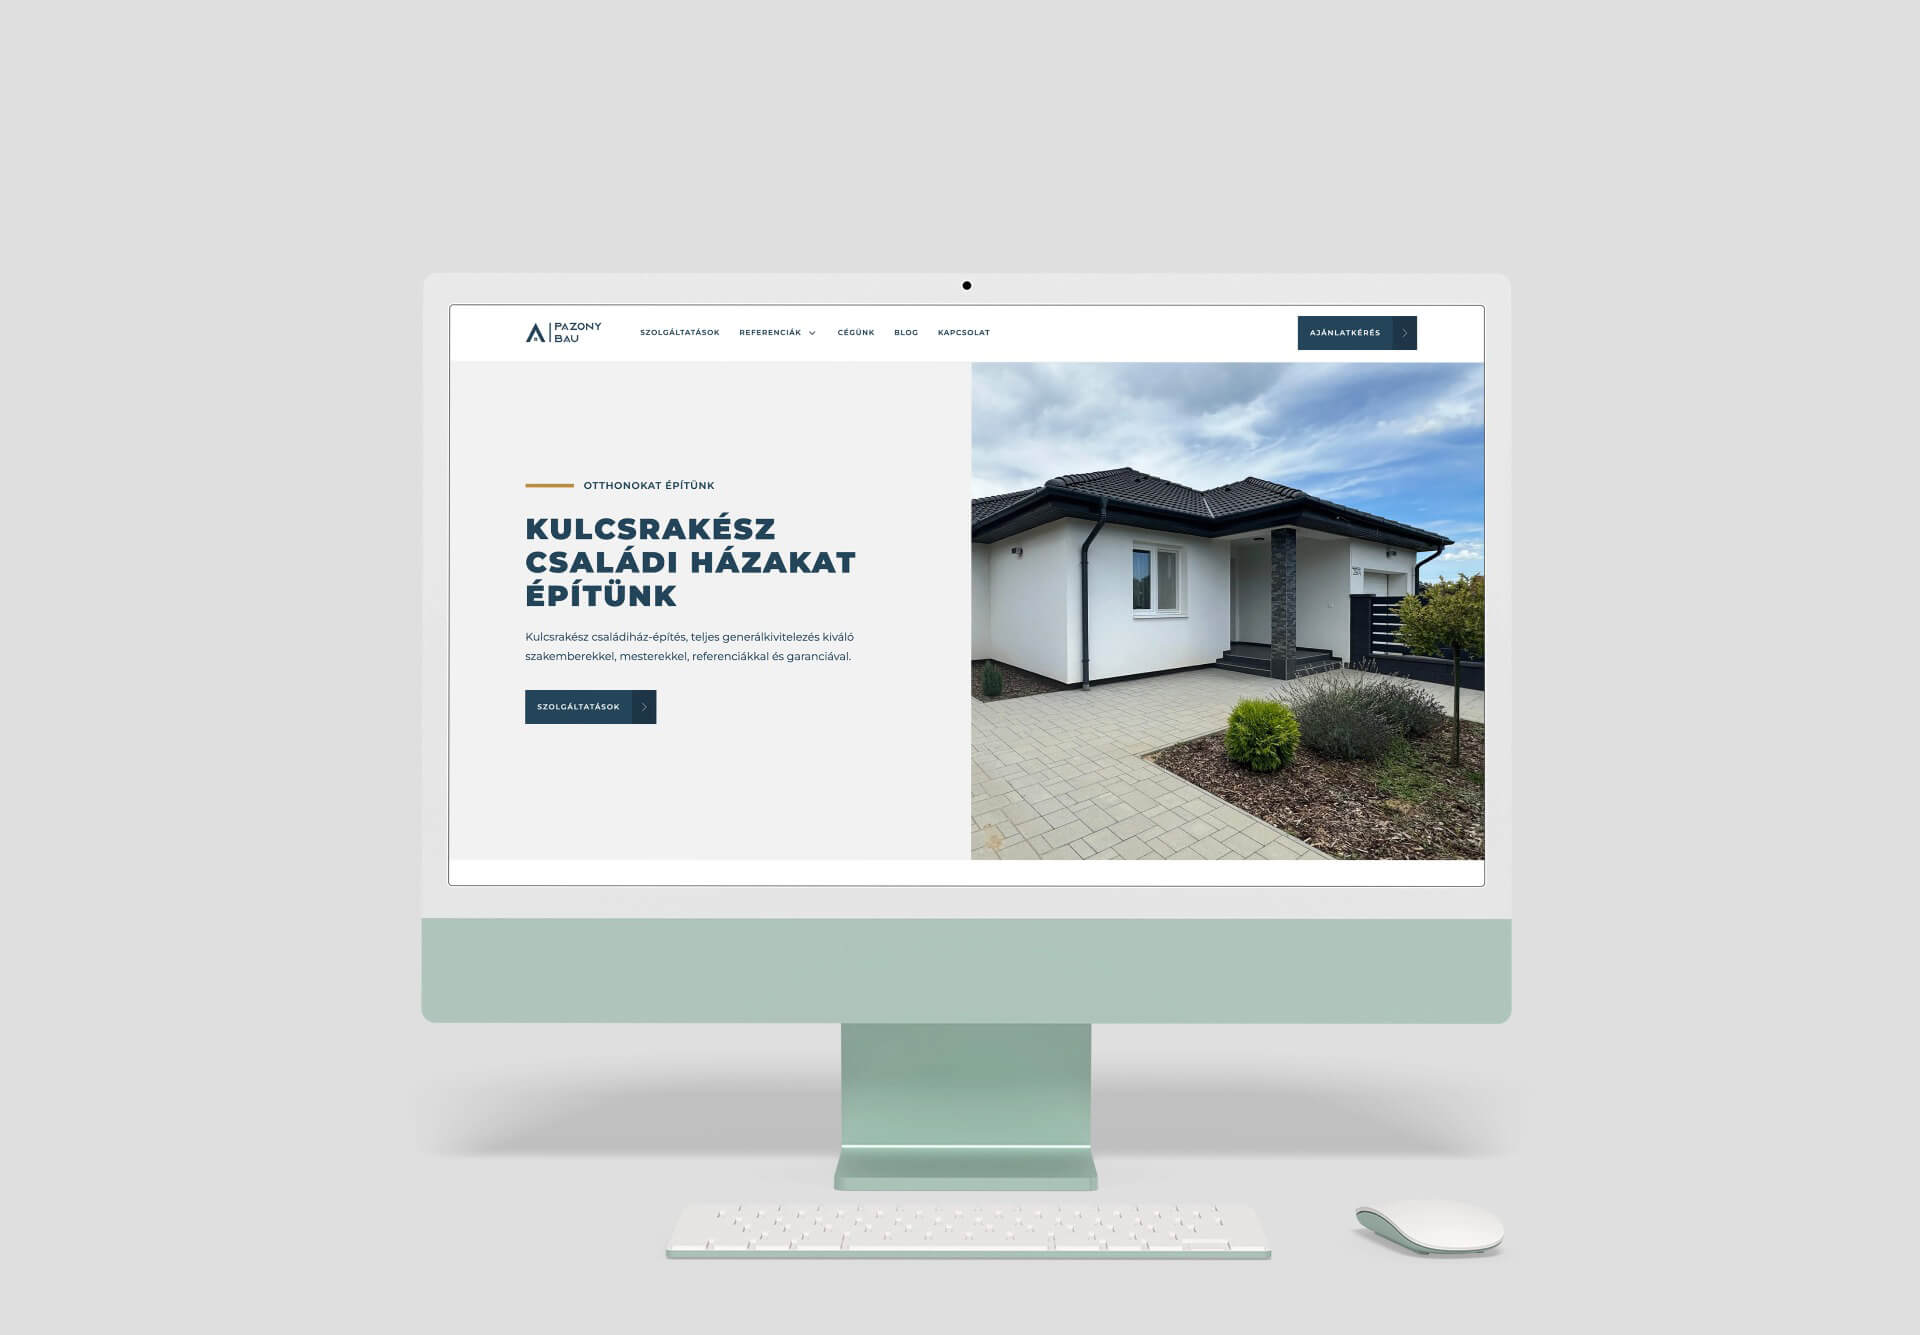 PAZONY
BAU
SZOLGÁLTATÁSOK
REFERENCIÁK
CÉGÜNK
BLOG
KAPCSOLAT
AJÁNLATKÉRÉS
OTTHONOKAT ÉPÍTÜNK
KULCSRAKÉSZ
CSALÁDI HÁZAKAT
ÉPÍTÜNK
Kulcsrakész családiház-építés, teljes generálkivitelezés kiváló
szakemberekkel, mesterekkel, referenciákkal és garanciával.
SZOLGÁLTATÁSOK